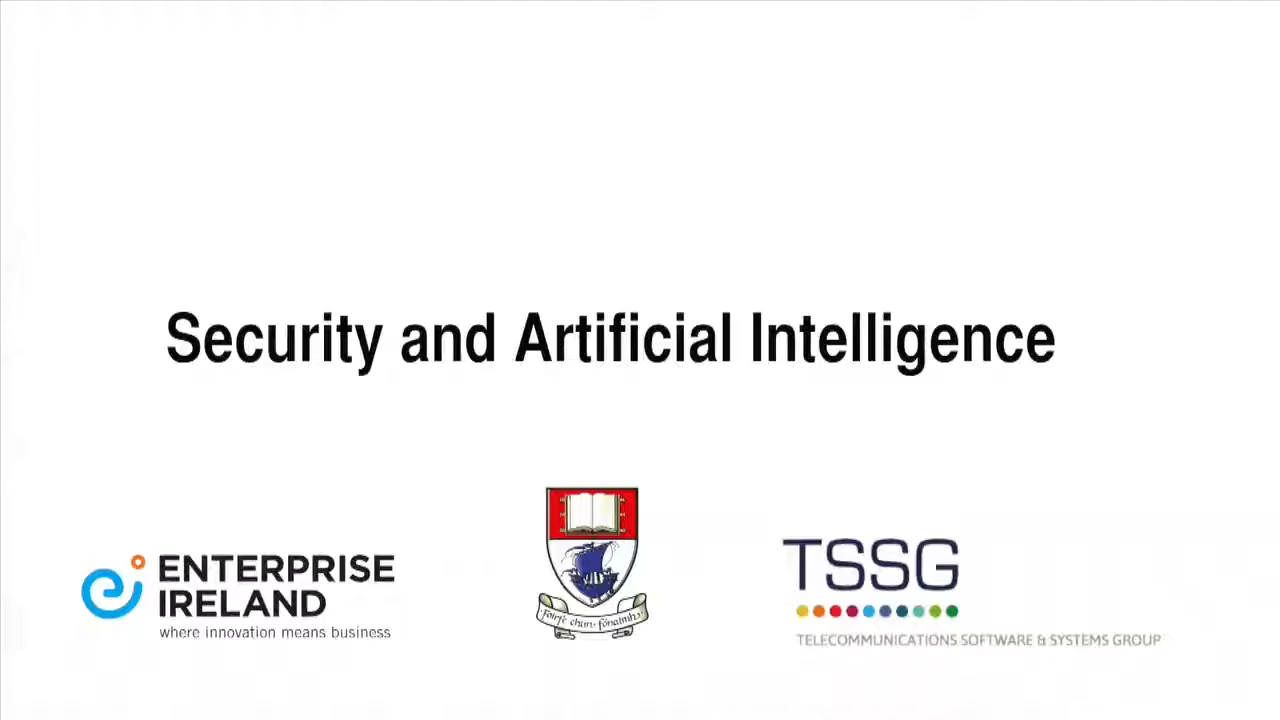 Security and Artificial Intelligence
ENTERPRISE
IRELAND
where innovation means business
TSSG
TELECOMMUNICATIONS SOFTWARE & SYSTEMS GROUP